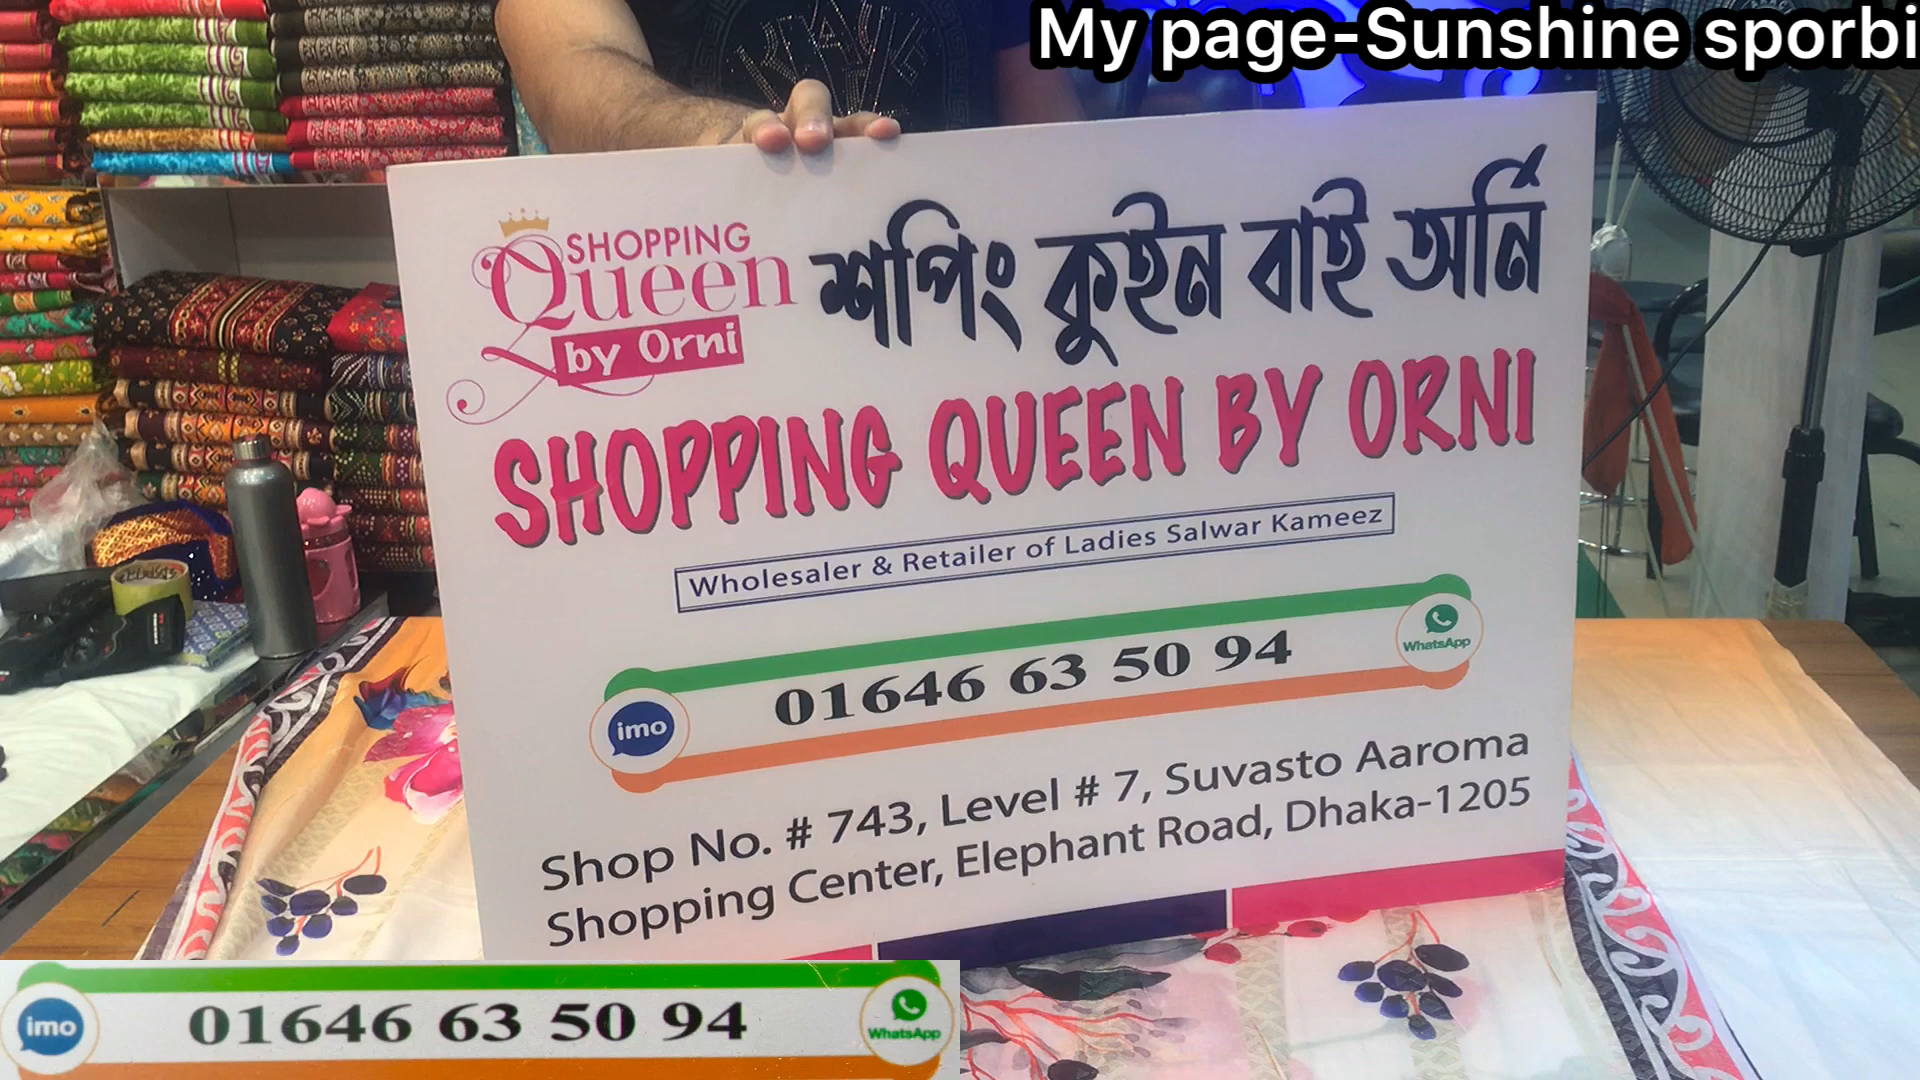 My page-Sunshine sporbi
SHOPPING
Queen
by Orni
শপিং কুইন বাই অর্নি
SHOPPING QUEEN BY ORNI
Wholesaler & Retailer of Ladies Salwar Kameez
imo
01646 63 50 94
WhatsApp
Shop No. # 743, Level # 7, Suvasto Aaroma
Shopping Center, Elephant Road, Dhaka-1205
imo
01646 63 50 94
WhatsApp